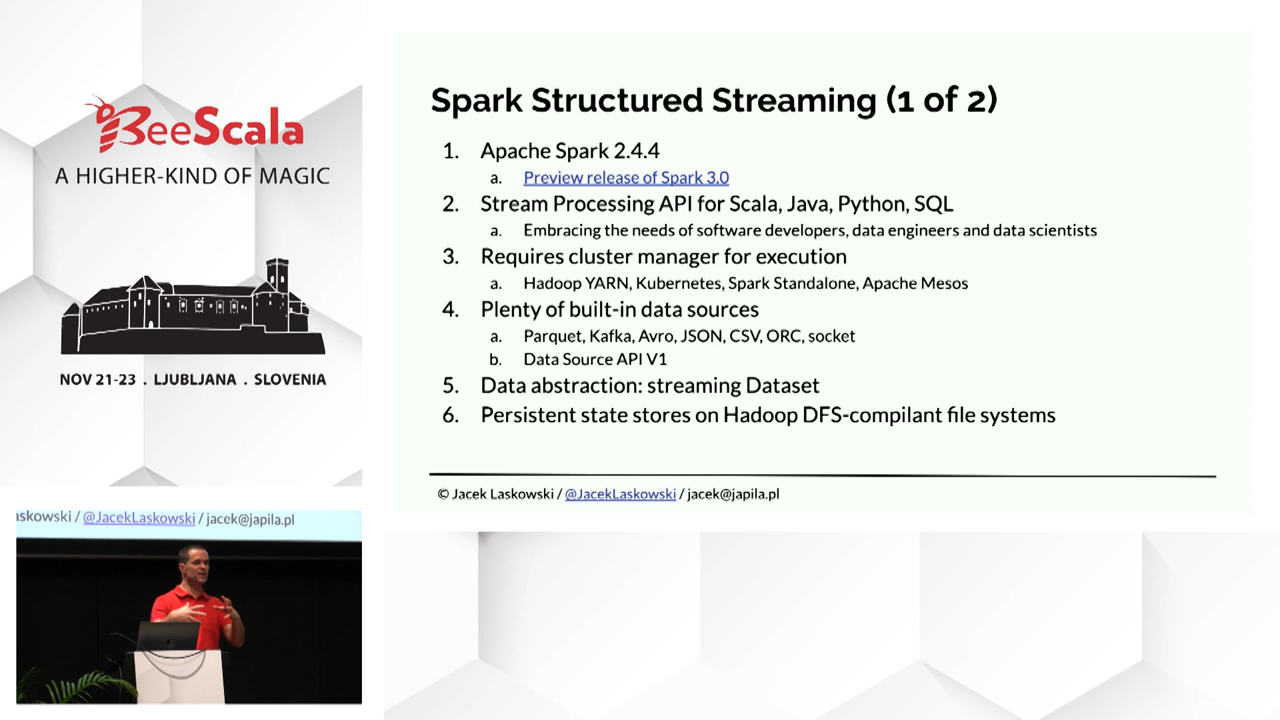 BeeScala
A HIGHER-KIND OF MAGIC
NOV 21-23 . LJUBLJANA . SLOVENIA
Spark Structured Streaming (1 of 2)
1. Apache Spark 2.4.4
a. Preview release of Spark 3.0
2. Stream Processing API for Scala, Java, Python, SQL
a. Embracing the needs of software developers, data engineers and data scientists
3. Requires cluster manager for execution
a. Hadoop YARN, Kubernetes, Spark Standalone, Apache Mesos
4. Plenty of built-in data sources
a. Parquet, Kafka, Avro, JSON, CSV, ORC, socket
b. Data Source API V1
5. Data abstraction: streaming Dataset
6. Persistent state stores on Hadoop DFS-compilant file systems
© Jacek Laskowski / @JacekLaskowski / jacek@japila.pl
askowski / @JacekLaskowski / jacek@japila.pl